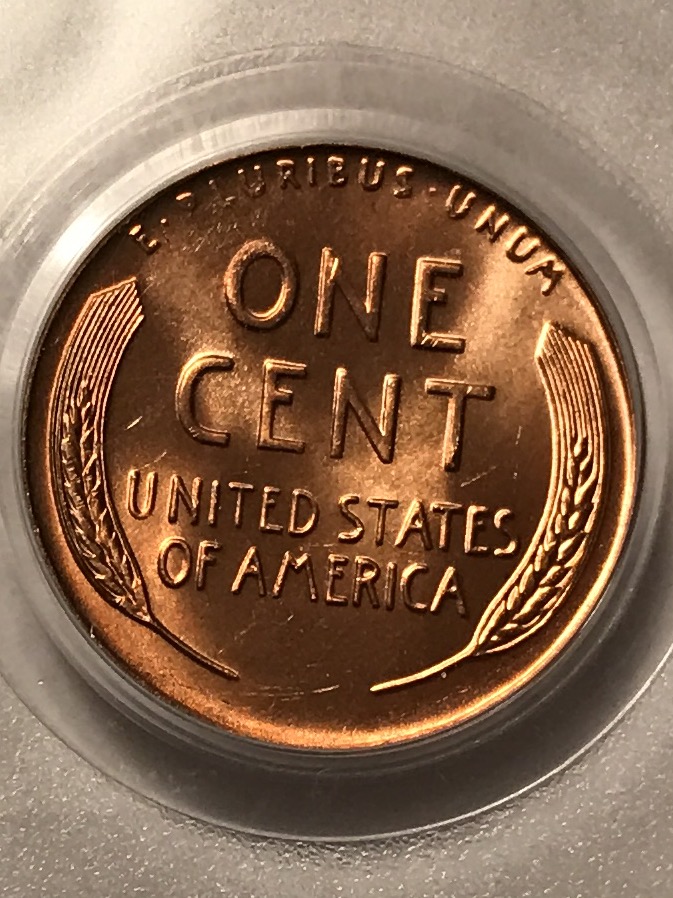 E·PLURIBUS·UNUM
ONE
CENT
UNITED STATES
OF AMERICA